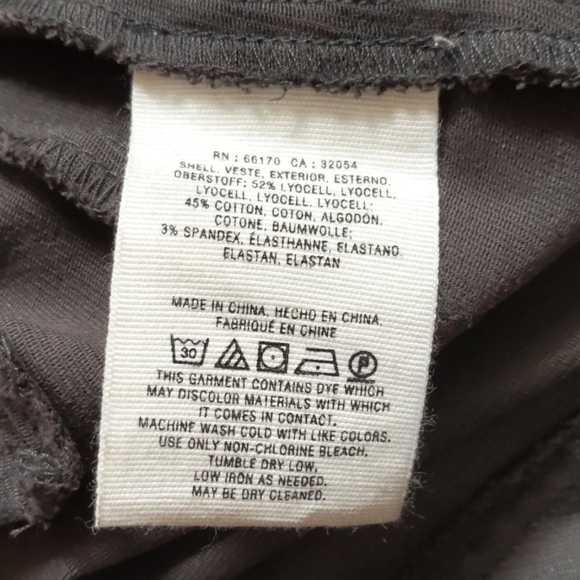 RN : 66170 CA : 32054
SHELL, VESTE, EXTERIOR, ESTERNO,
OBERSTOFF: 52% LYOCELL, LYOCELL,
LYOCELL, LYOCELL, LYOCELL;
45% COTTON, COTON, ALGODÓN,
COTONE, BAUMWOLLE;
3% SPANDEX, ÉLASTHANNE, ELASTANO,
ELASTAN, ELASTAN
MADE IN CHINA, HECHO EN CHINA,
FABRIQUÉ EN CHINE
30 P
THIS GARMENT CONTAINS DYE WHICH
MAY DISCOLOR MATERIALS WITH WHICH
IT COMES IN CONTACT.
MACHINE WASH COLD WITH LIKE COLORS.
USE ONLY NON-CHLORINE BLEACH.
TUMBLE DRY LOW.
LOW IRON AS NEEDED.
MAY BE DRY CLEANED.